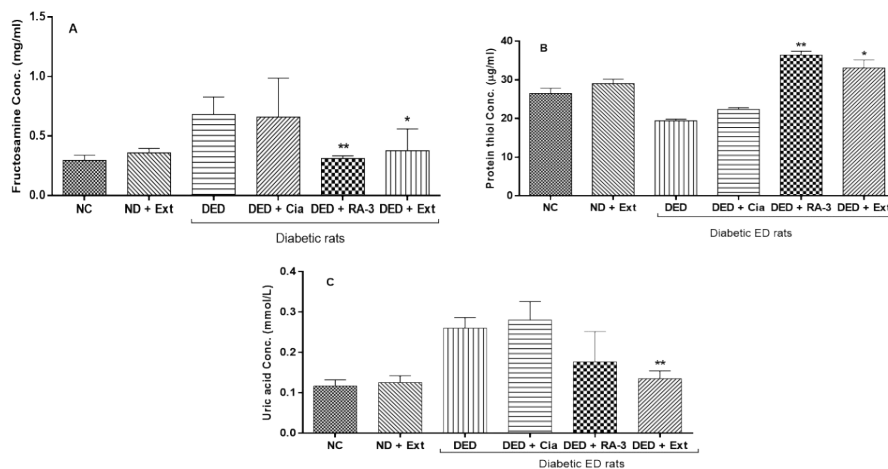 A
Fructosamine Conc. (mg/ml)
1.5
1.0
0.5
0.0
**
*
NC
ND + Ext
DED
DED + Cia
DED + RA-3
DED + Ext
Diabetic rats
B
Protein thiol Conc. (µg/ml)
40
30
20
10
0
**
*
NC
ND + Ext
DED
DED + Cia
DED + RA-3
DED + Ext
Diabetic ED rats
C
Uric acid Conc. (mmol/L)
0.4
0.3
0.2
0.1
0.0
**
NC
ND + Ext
DED
DED + Cia
DED + RA-3
DED + Ext
Diabetic ED rats